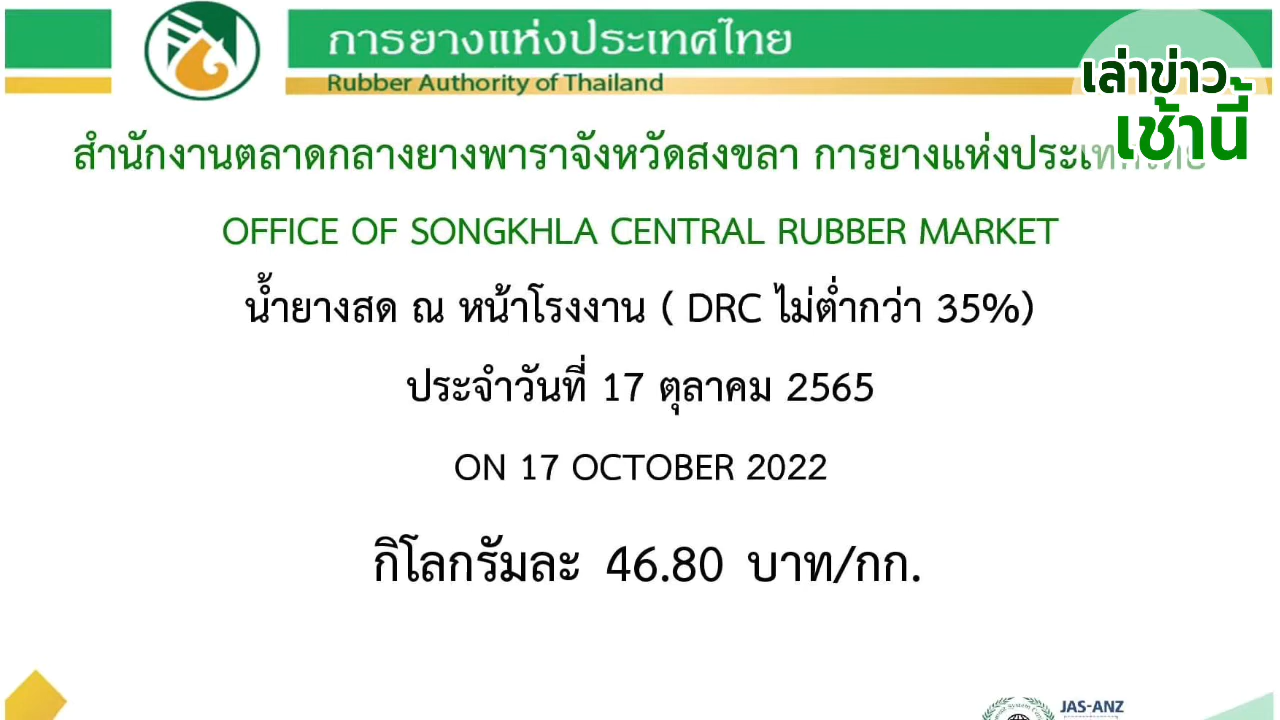 การยางแห่งประเทศไทย
Rubber Authority of Thailand
เล่าข่าว
เช้านี้
สำนักงานตลาดกลางยางพาราจังหวัดสงขลา การยางแห่งประเทศไทย
OFFICE OF SONGKHLA CENTRAL RUBBER MARKET
น้ำยางสด ณ หน้าโรงงาน ( DRC ไม่ต่ำกว่า 35%)
ประจำวันที่ 17 ตุลาคม 2565
ON 17 OCTOBER 2022
กิโลกรัมละ 46.80 บาท/กก.
JAS-ANZ